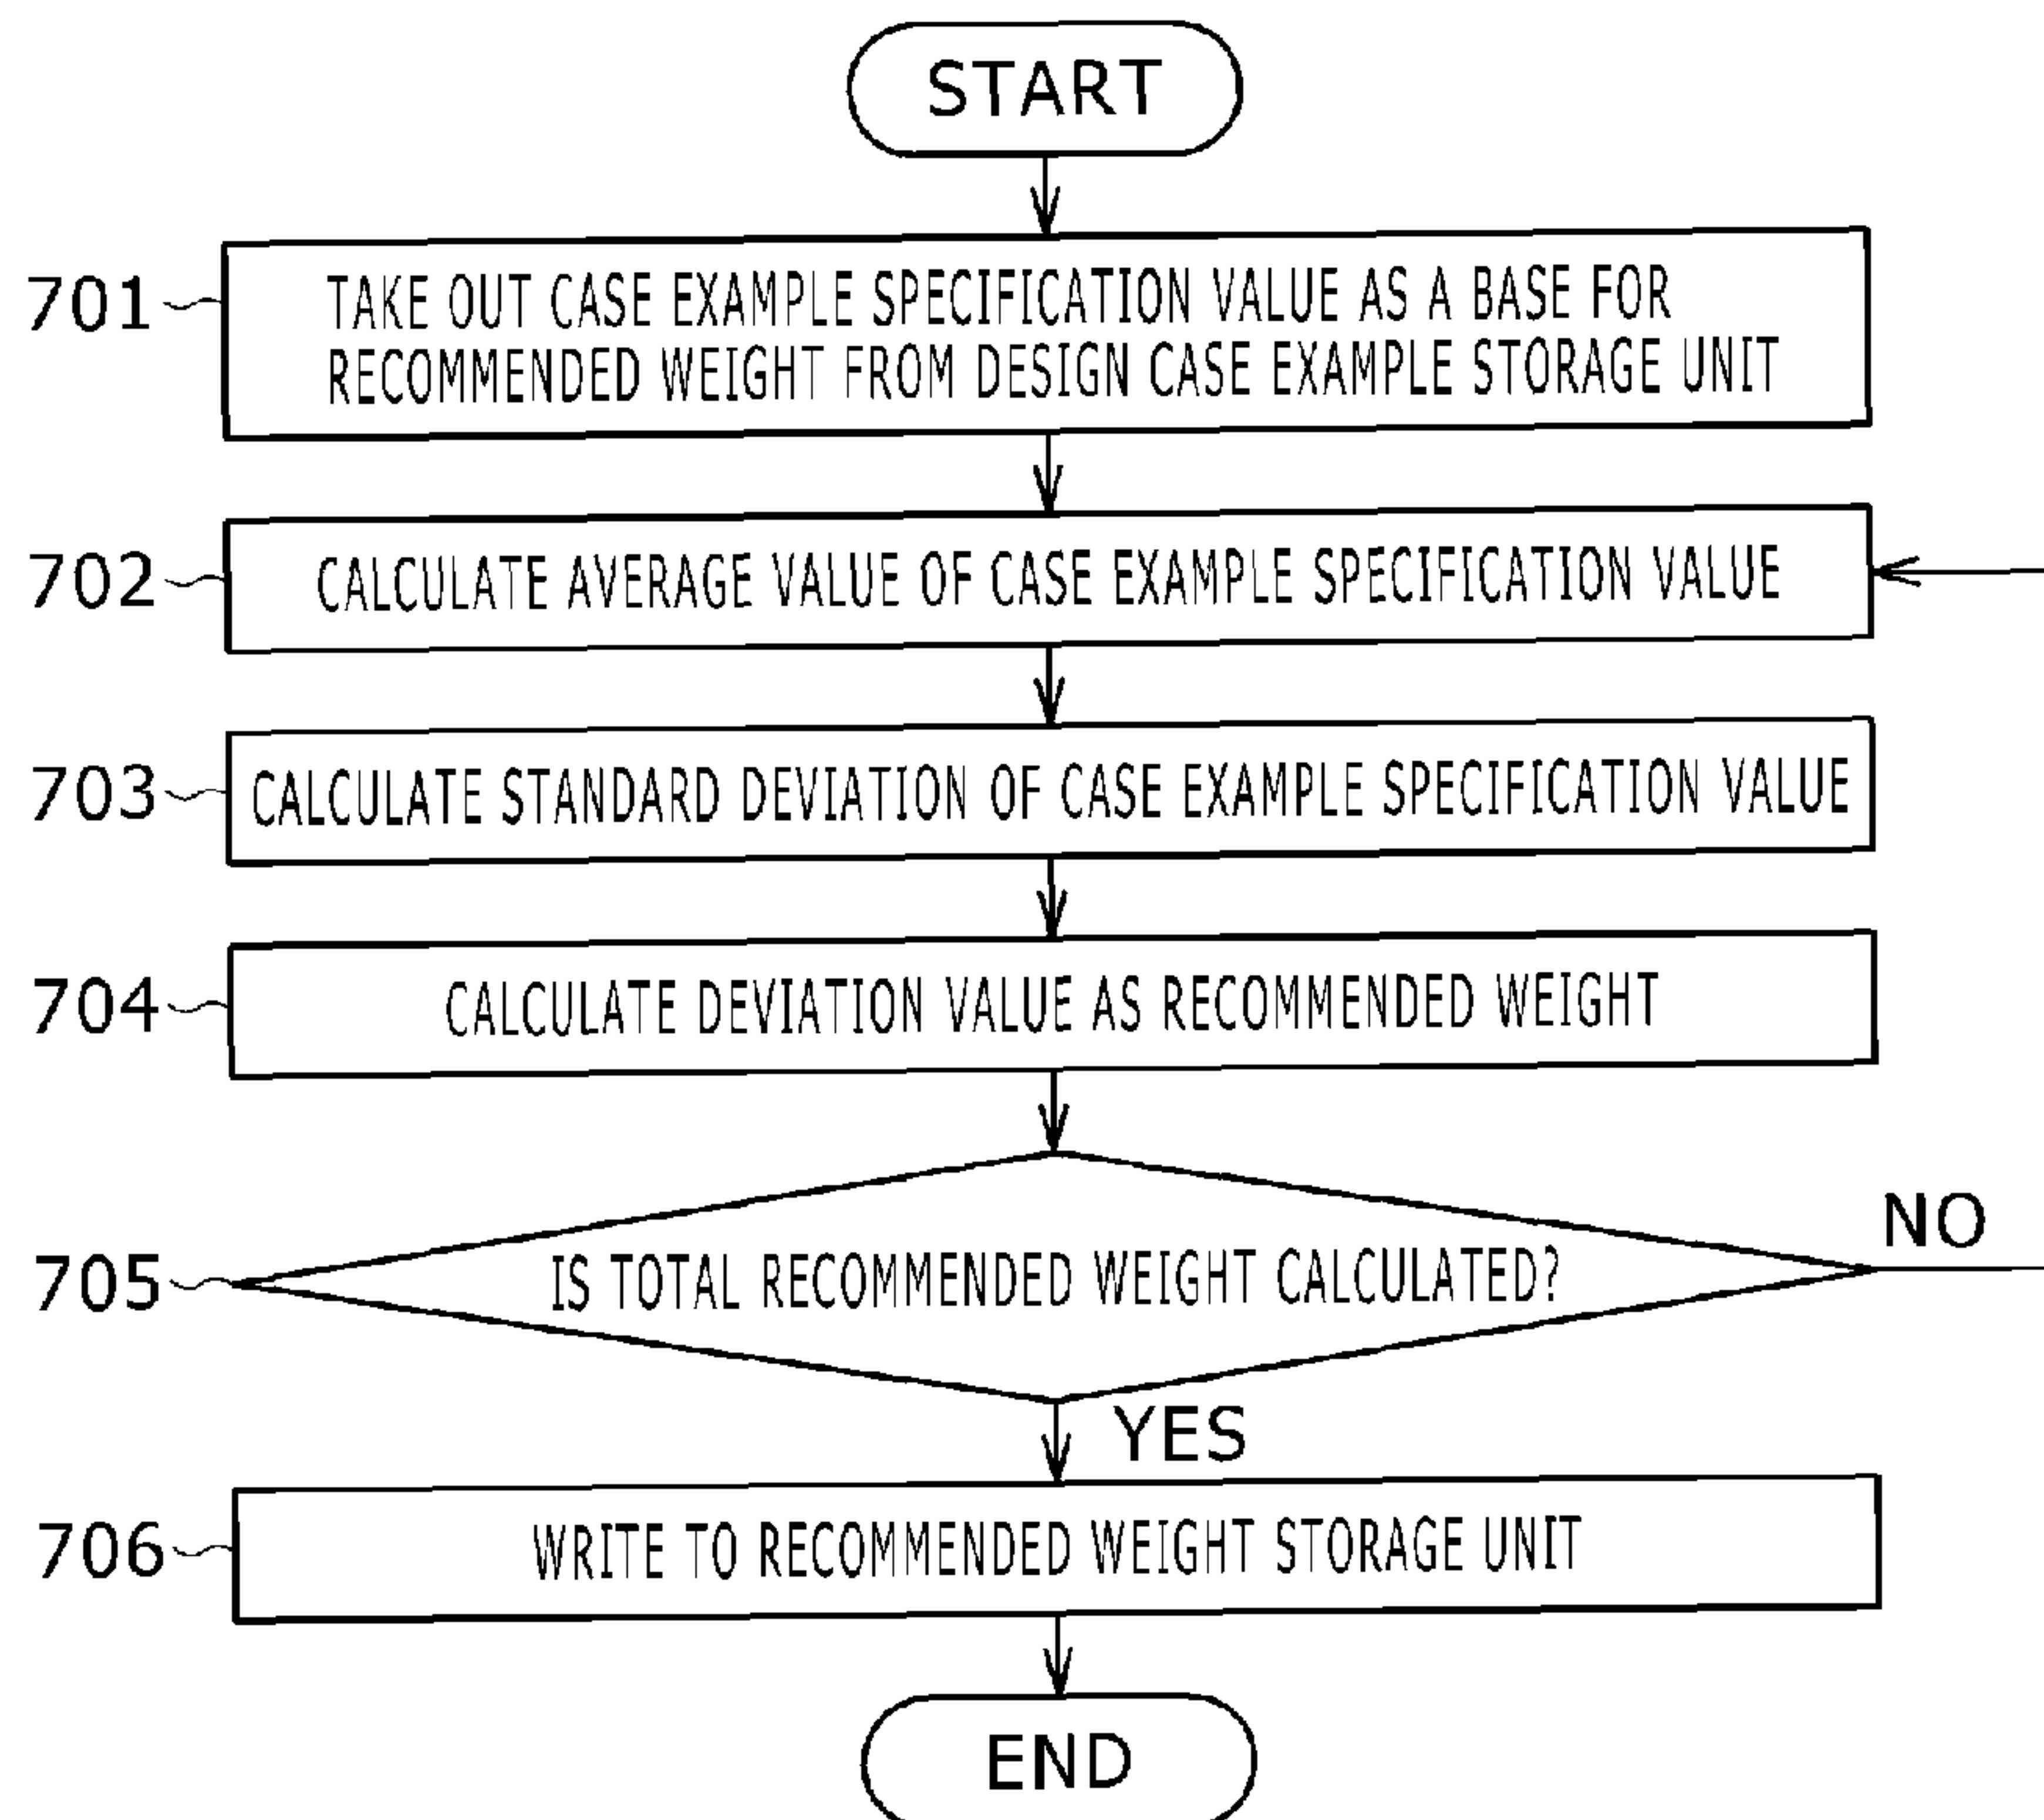 START
701
TAKE OUT CASE EXAMPLE SPECIFICATION VALUE AS A BASE FOR
RECOMMENDED WEIGHT FROM DESIGN CASE EXAMPLE STORAGE UNIT
702
CALCULATE AVERAGE VALUE OF CASE EXAMPLE SPECIFICATION VALUE
703
CALCULATE STANDARD DEVIATION OF CASE EXAMPLE SPECIFICATION VALUE
704
CALCULATE DEVIATION VALUE AS RECOMMENDED WEIGHT
705
IS TOTAL RECOMMENDED WEIGHT CALCULATED?
NO
YES
706
WRITE TO RECOMMENDED WEIGHT STORAGE UNIT
END